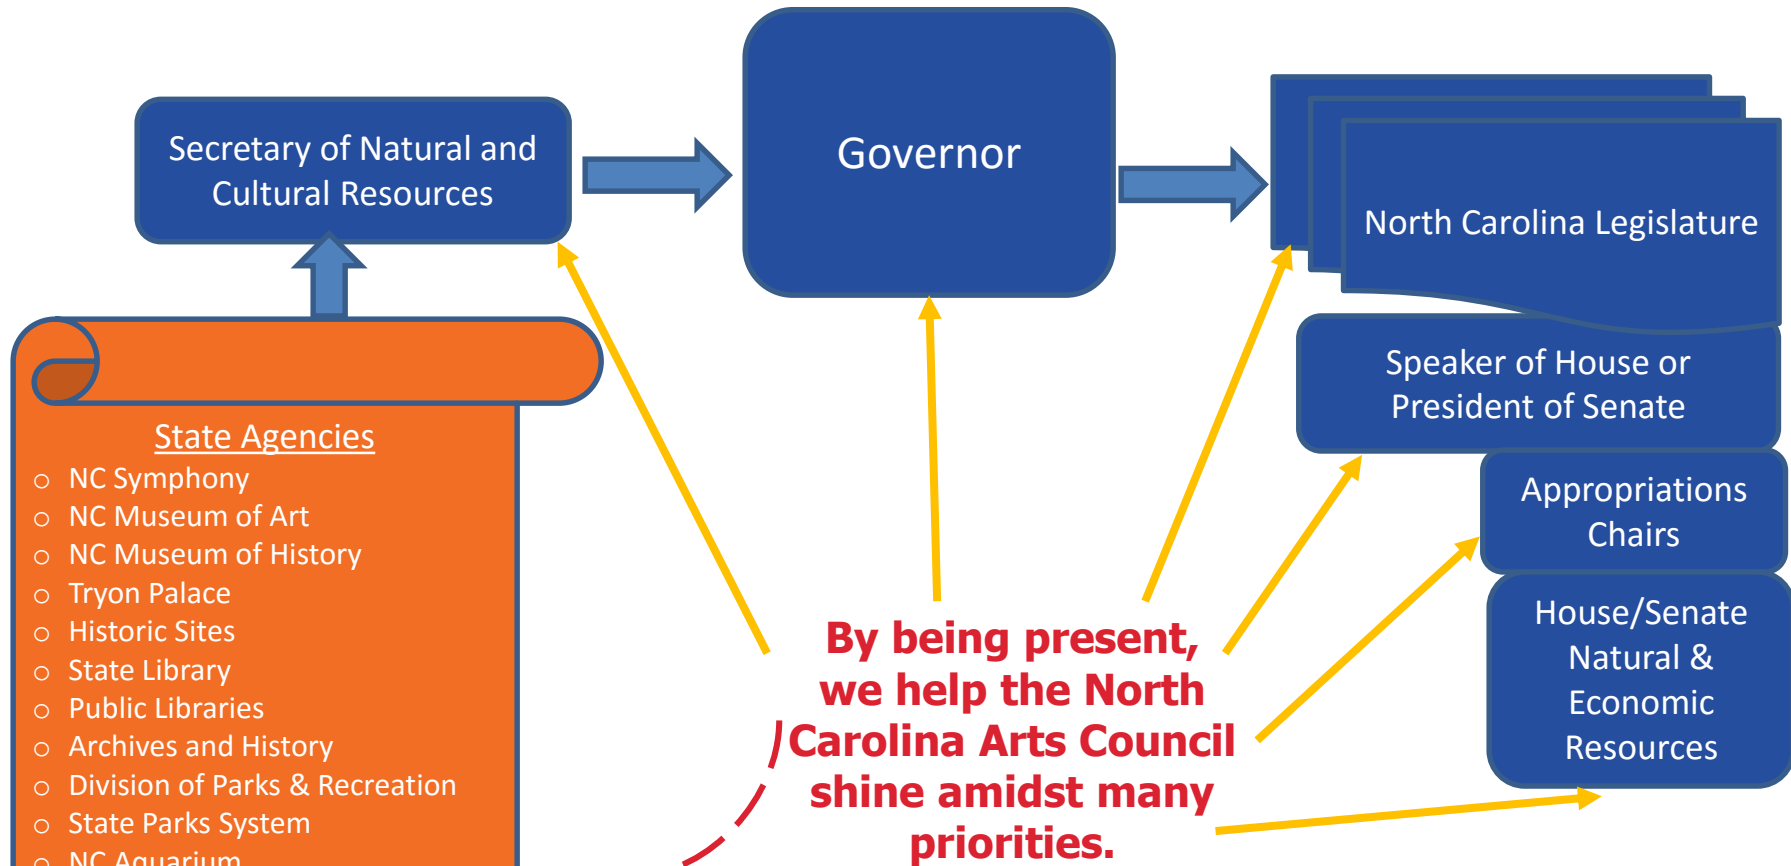 Secretary of Natural and
Cultural Resources
Governor
North Carolina Legislature
Speaker of House or
President of Senate
Appropriations
Chairs
House/Senate
Natural &
Economic
Resources
State Agencies
○ NC Symphony
○ NC Museum of Art
○ NC Museum of History
○ Tryon Palace
○ Historic Sites
○ State Library
○ Public Libraries
○ Archives and History
○ Division of Parks & Recreation
○ State Parks System
○ NC Aquarium
By being present,
we help the North
Carolina Arts Council
shine amidst many
priorities.